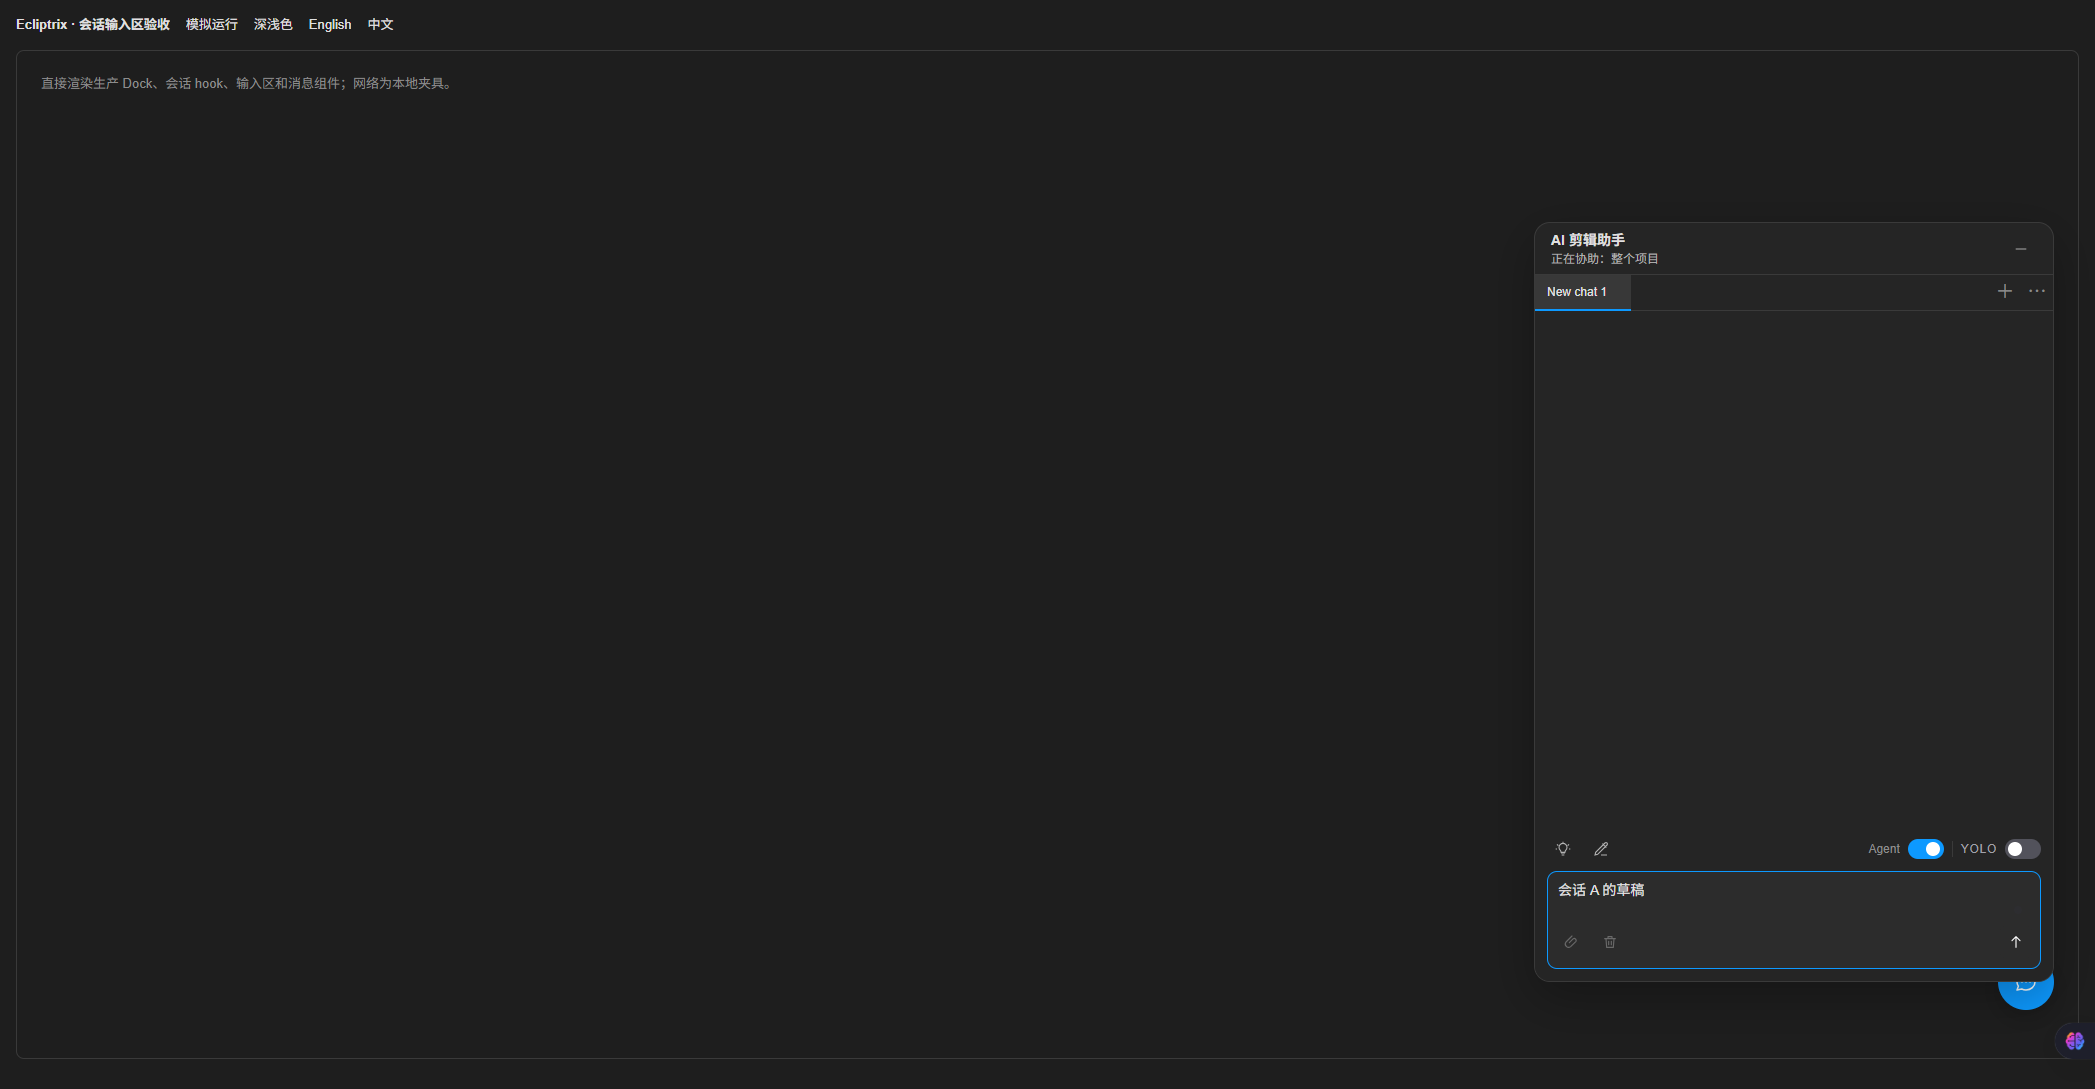 Ecliptrix · 会话输入区验收 模拟运行 深浅色 English 中文
直接渲染生产 Dock、会话 hook、输入区和消息组件；网络为本地夹具。
AI 剪辑助手
正在协助：整个项目
New chat 1
Agent YOLO
会话 A 的草稿